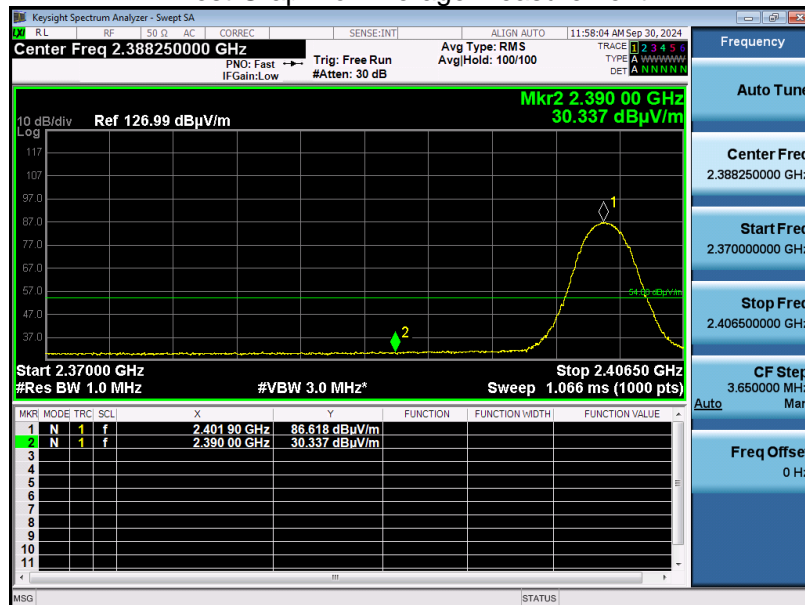 Keysight Spectrum Analyzer - Swept SA
RL RF 50 Ω AC CORREC SENSE:INT ALIGN AUTO 11:58:04 AM Sep 30, 2024
Center Freq 2.388250000 GHz
PNO: Fast
IFGain:Low
Trig: Free Run
#Atten: 30 dB
Avg Type: RMS
Avg|Hold: 100/100
TRACE 1 2 3 4 5 6
TYPE A WWWWW
DET A N N N N N
Mkr2 2.390 00 GHz
30.337 dBµV/m
10 dB/div Ref 126.99 dBµV/m
Log
117
107
97.0
87.0
77.0
67.0
57.0
47.0
37.0
1
2
54.00 dBµV/m
Start 2.37000 GHz Stop 2.40650 GHz
#Res BW 1.0 MHz #VBW 3.0 MHz* Sweep 1.066 ms (1000 pts)
MKR MODE TRC SCL X Y FUNCTION FUNCTION WIDTH FUNCTION VALUE
1 N 1 f 2.401 90 GHz 86.618 dBµV/m
2 N 1 f 2.390 00 GHz 30.337 dBµV/m
3
4
5
6
7
8
9
10
11
MSG STATUS
Frequency
Auto Tune
Center Freq
2.388250000 GHz
Start Freq
2.370000000 GHz
Stop Freq
2.406500000 GHz
CF Step
3.650000 MHz
Auto Man
Freq Offset
0 Hz